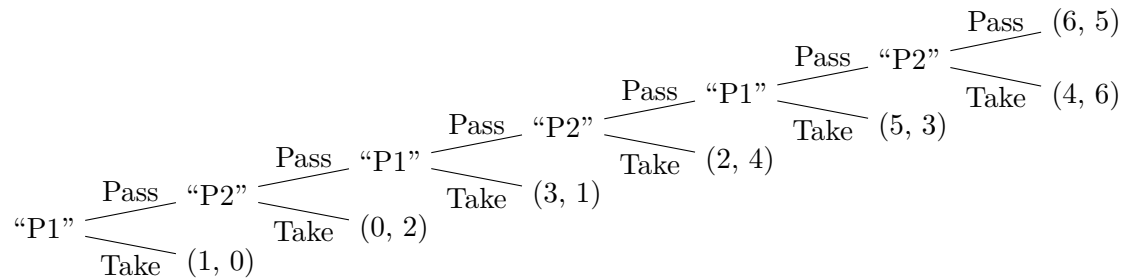 Pass (6, 5)
Pass “P2”
Take (4, 6)
Pass “P1”
Take (5, 3)
Pass “P2”
Take (2, 4)
Pass “P1”
Take (3, 1)
Pass “P2”
Take (0, 2)
“P1”
Take (1, 0)